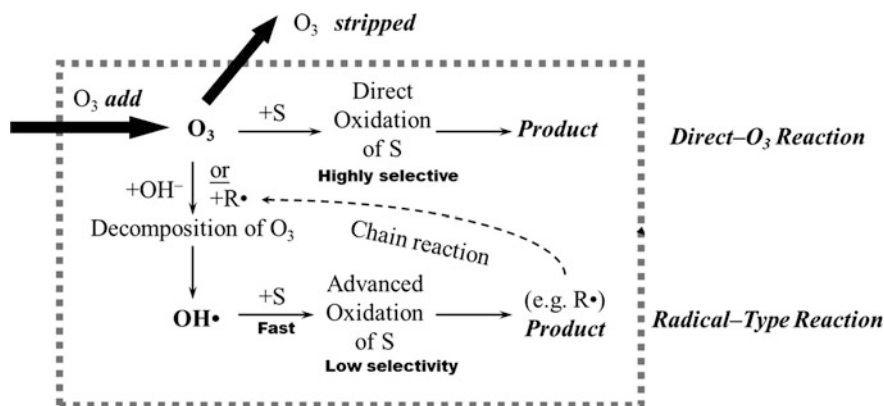 O₃ stripped
O₃ add
O₃
+S
Direct
Oxidation
of S
Highly selective
Product
Direct–O₃ Reaction
+OH⁻
or
+R•
Decomposition of O₃
Chain reaction
OH•
+S
Fast
Advanced
Oxidation
of S
Low selectivity
(e.g. R•)
Product
Radical–Type Reaction